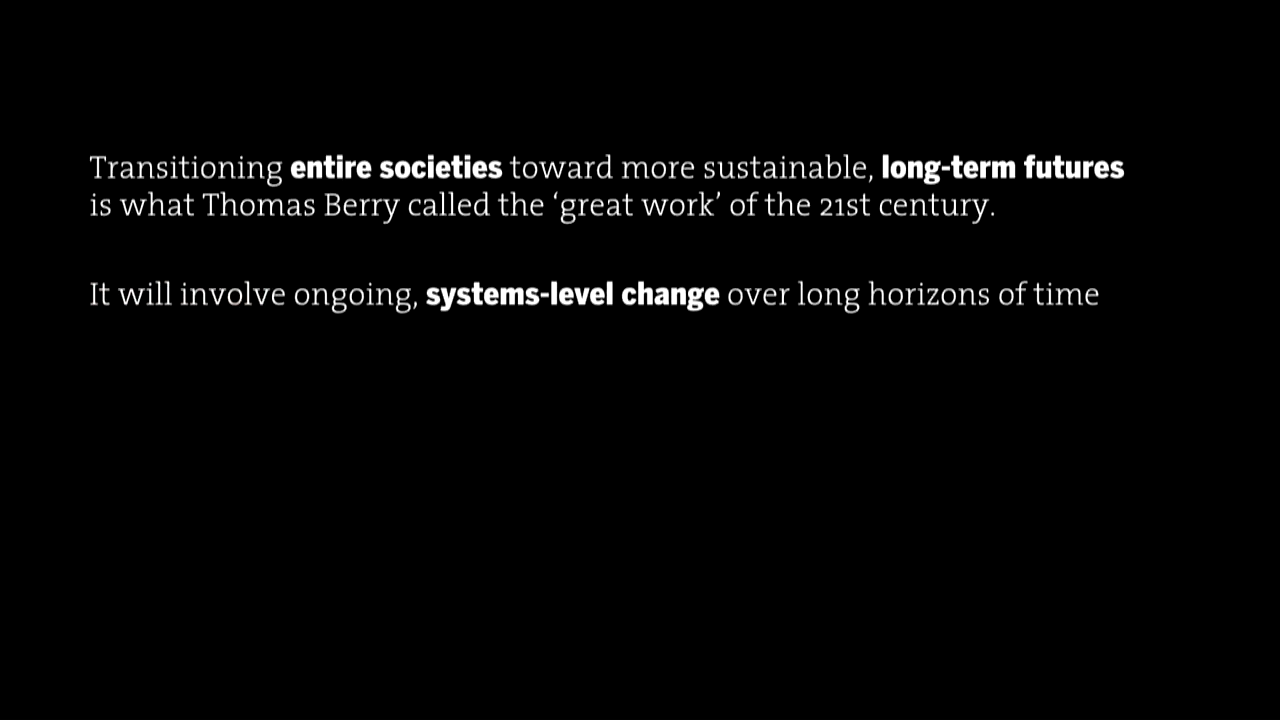 Transitioning entire societies toward more sustainable, long-term futures
is what Thomas Berry called the ‘great work’ of the 21st century.
It will involve ongoing, systems-level change over long horizons of time